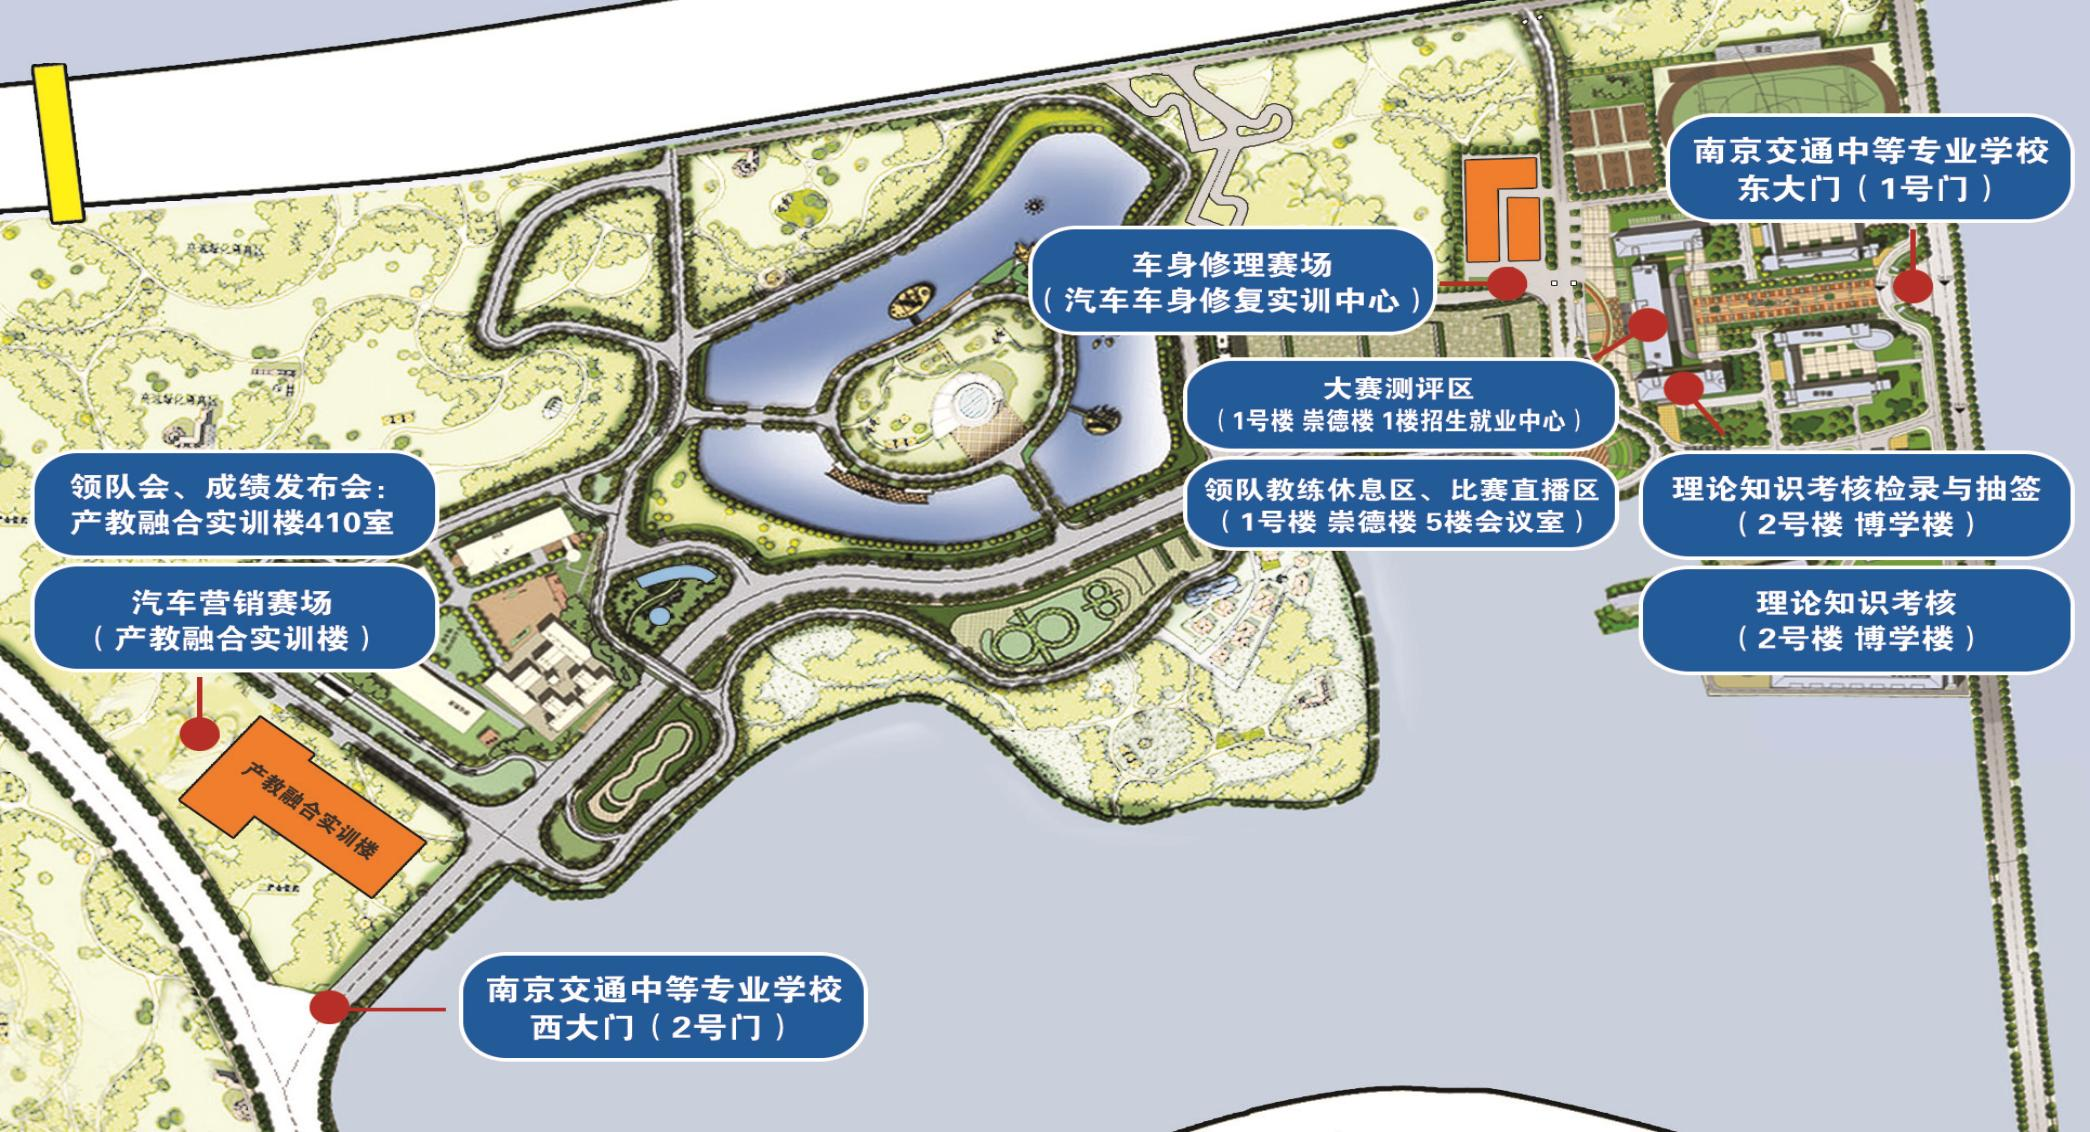 南京交通中等专业学校
东大门（1号门）
车身修理赛场
（汽车车身修复实训中心）
大赛测评区
（1号楼 崇德楼 1楼招生就业中心）
领队教练休息区、比赛直播区
（1号楼 崇德楼 5楼会议室）
理论知识考核检录与抽签
（2号楼 博学楼）
理论知识考核
（2号楼 博学楼）
领队会、成绩发布会：
产教融合实训楼410室
汽车营销赛场
（产教融合实训楼）
产教融合实训楼
南京交通中等专业学校
西大门（2号门）